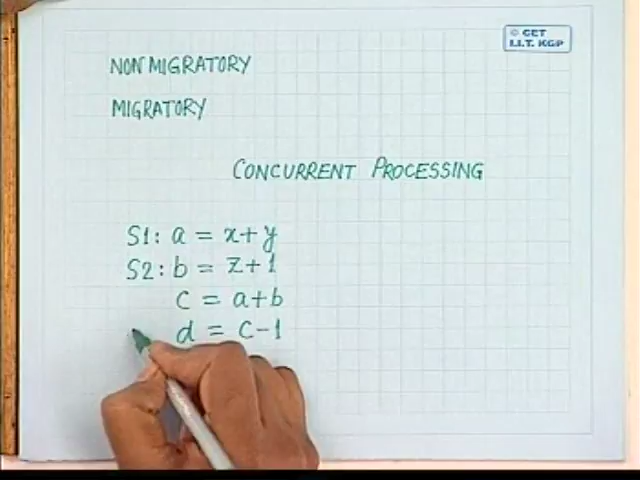 © CET
I.I.T. KGP
NON MIGRATORY
MIGRATORY
CONCURRENT PROCESSING
S1: a = x+y
S2: b = z+1
c = a+b
d = c-1